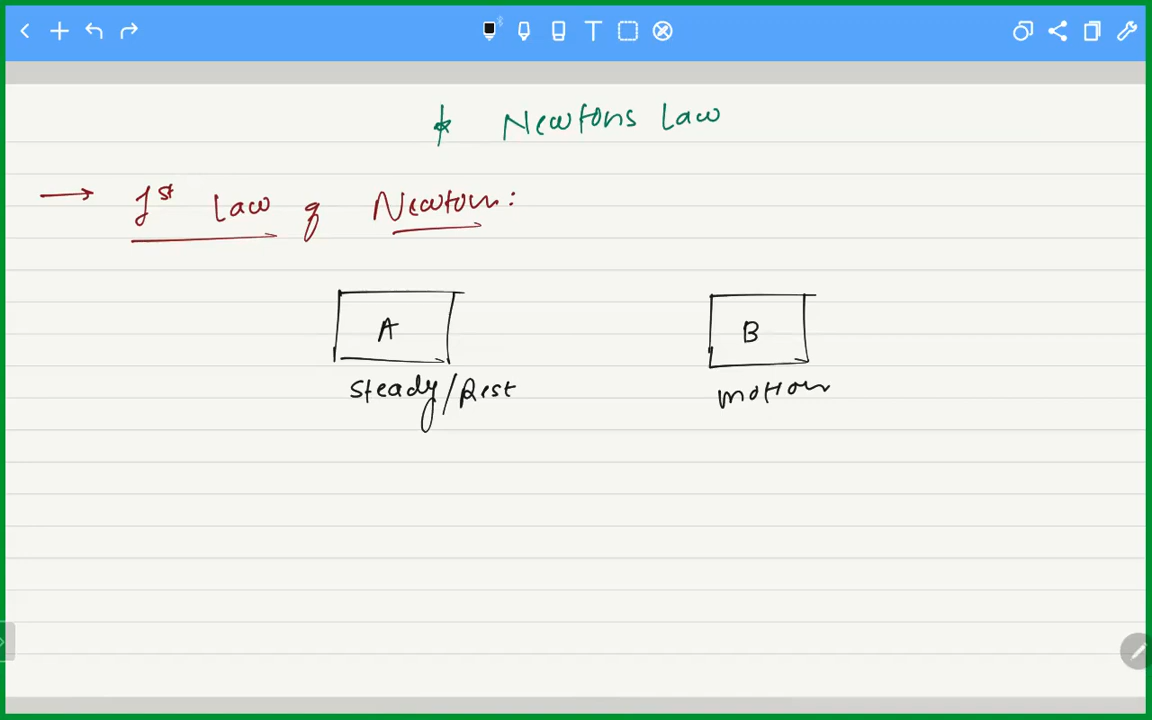 * Newtons Law
→ 1st Law of Newton:
A B
Steady/Rest motion